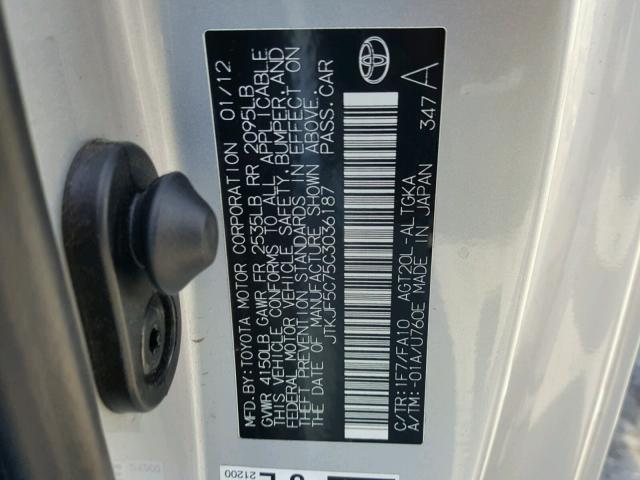 MFD.BY:TOYOTA MOTOR CORPORATION 01/12
GVWR 4150LB GAWR FR 2535LB RR 2095LB
THIS VEHICLE CONFORMS TO ALL APPLICABLE
FEDERAL MOTOR VEHICLE SAFETY, BUMPER AND
THEFT PREVENTION STANDARDS IN EFFECT ON
THE DATE OF MANUFACTURE SHOWN ABOVE.
JTKJF5C75C3036187 PASS.CAR
C/TR:1F7/FA10 AGT20L-ALTGKA
A/TM:-01A/U760E MADE IN JAPAN
347 A
21200